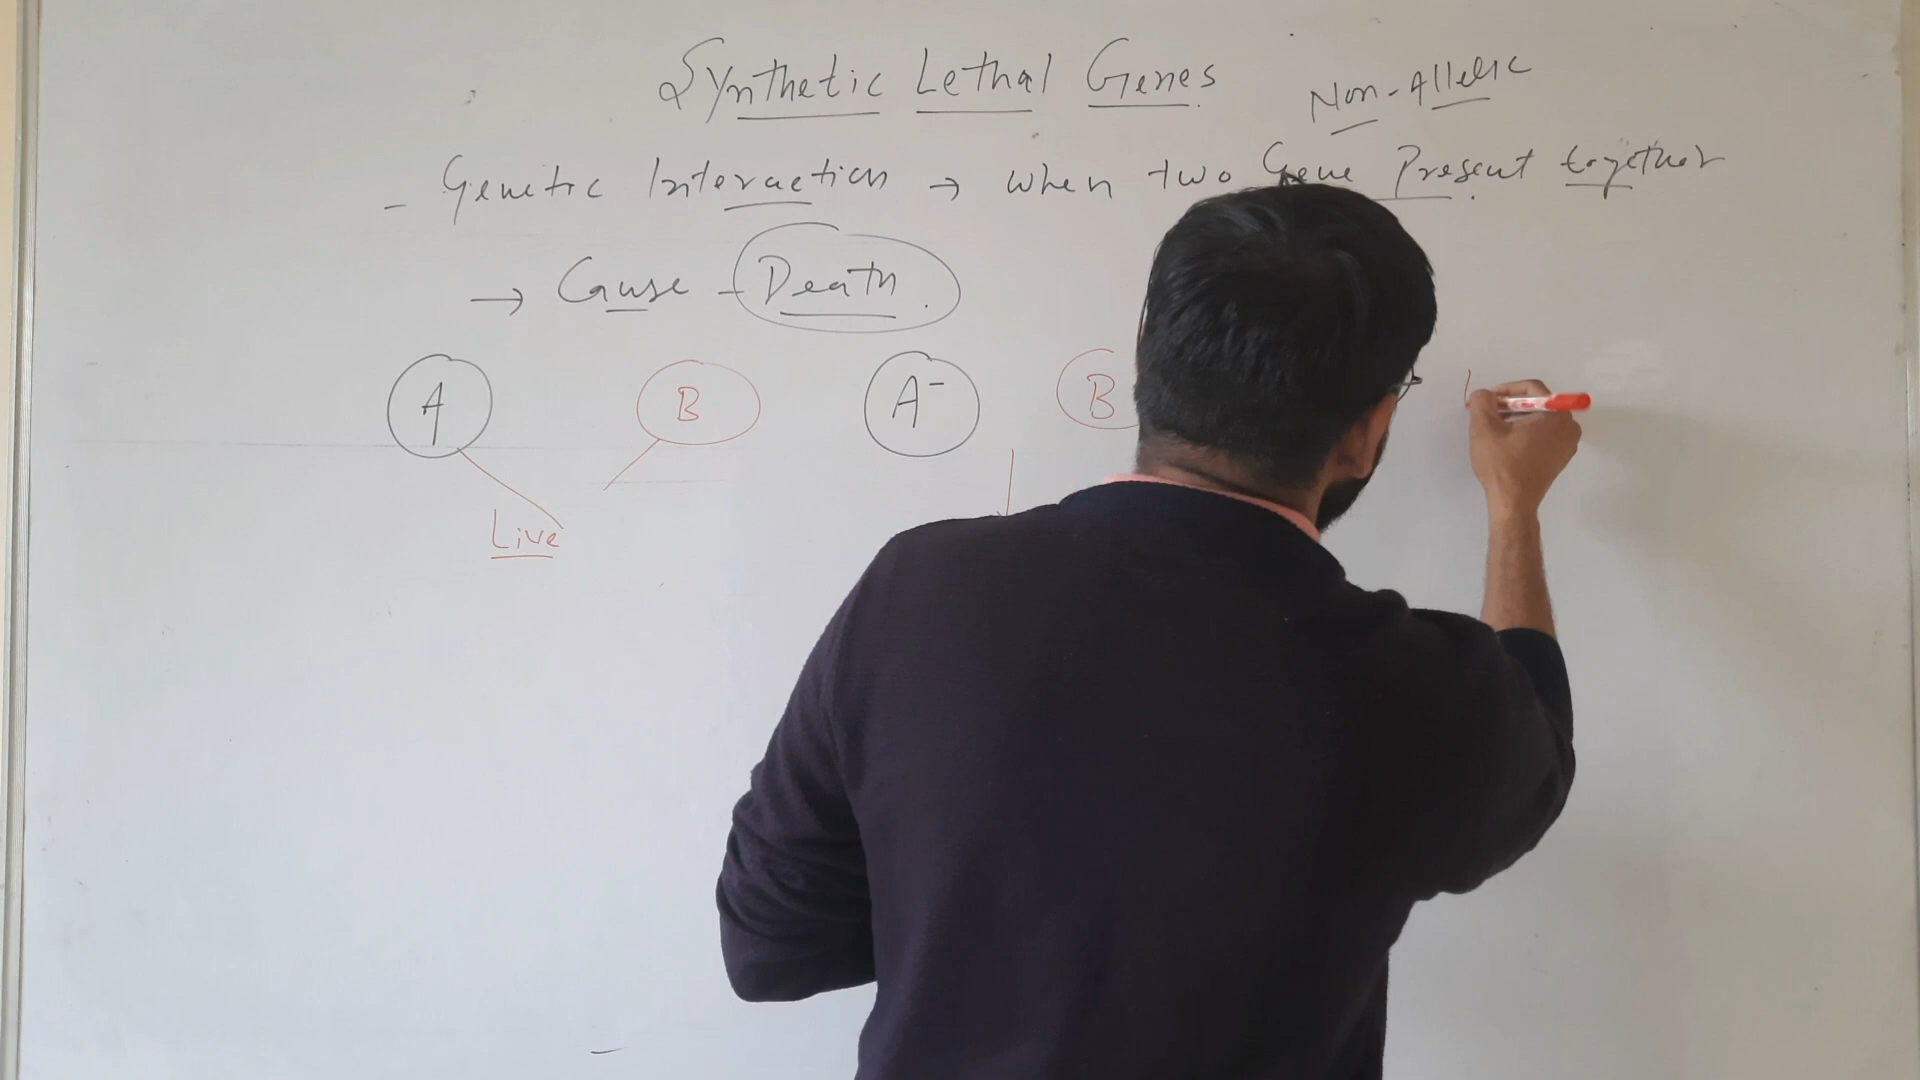 Synthetic Lethal Genes
Non-Allelic
- Genetic Interaction → When two Gene Present together
→ Cause - Death.
A B A⁻ B
Live